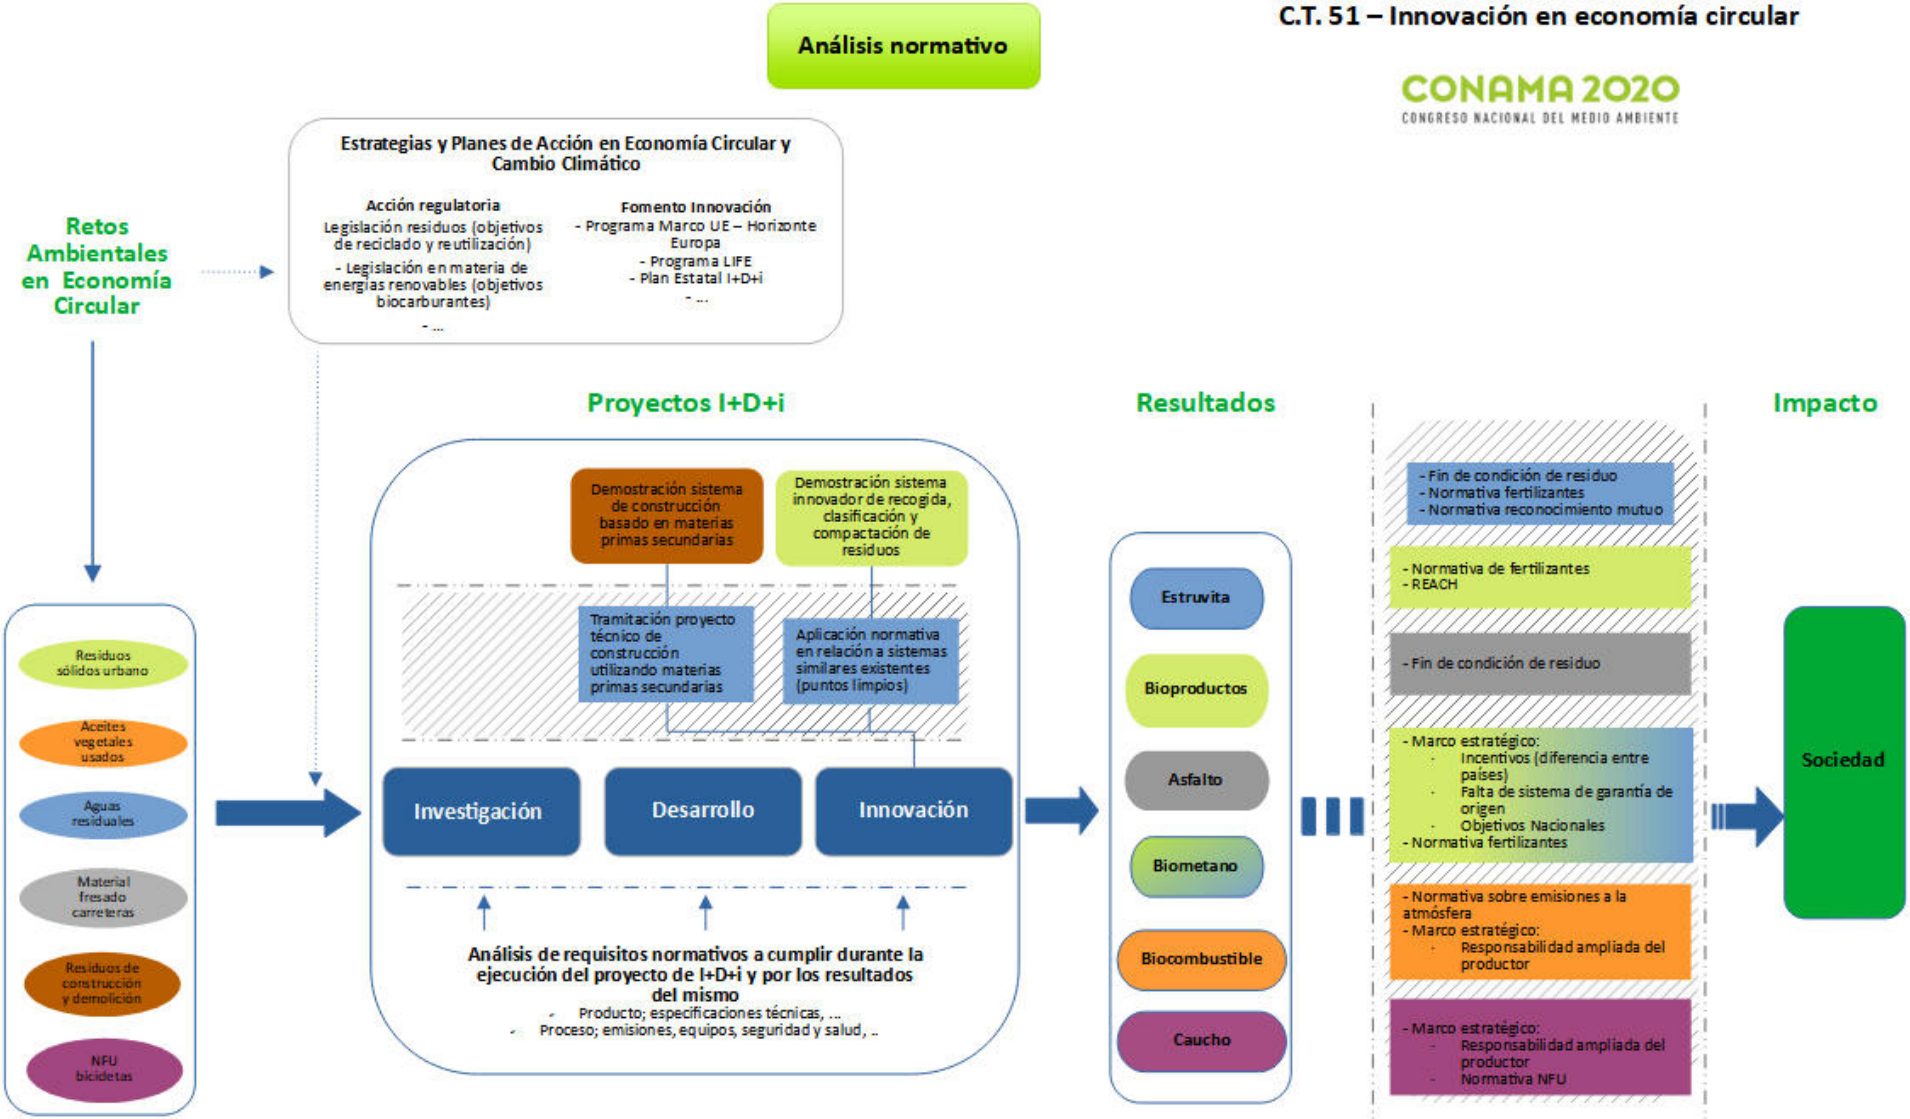 C.T. 51 – Innovación en economía circular
Análisis normativo
CONAMA 2020
CONGRESO NACIONAL DEL MEDIO AMBIENTE
Estrategias y Planes de Acción en Economía Circular y
Cambio Climático
Acción regulatoria
Legislación residuos (objetivos
de reciclado y reutilización)
- Legislación en materia de
energías renovables (objetivos
biocarburantes)
- ...
Fomento Innovación
- Programa Marco UE – Horizonte
Europa
- Programa LIFE
- Plan Estatal I+D+i
- ...
Retos
Ambientales
en Economía
Circular
Residuos
sólidos urbano
Aceites
vegetales
usados
Aguas
residuales
Material
fresado
carreteras
Residuos de
construcción
y demolición
NFU
bicicletas
Proyectos I+D+i
Demostración sistema
de construcción
basado en materias
primas secundarias
Demostración sistema
innovador de recogida,
clasificación y
compactación de
residuos
Tramitación proyecto
técnico de
construcción
utilizando materias
primas secundarias
Aplicación normativa
en relación a sistemas
similares existentes
(puntos limpios)
Investigación
Desarrollo
Innovación
Análisis de requisitos normativos a cumplir durante la
ejecución del proyecto de I+D+i y por los resultados
del mismo
- Producto; especificaciones técnicas, ...
- Proceso; emisiones, equipos, seguridad y salud, ..
Resultados
Estruvita
Bioproductos
Asfalto
Biometano
Biocombustible
Caucho
- Fin de condición de residuo
- Normativa fertilizantes
- Normativa reconocimiento mutuo
- Normativa de fertilizantes
- REACH
- Fin de condición de residuo
- Marco estratégico:
· Incentivos (diferencia entre
países)
· Falta de sistema de garantía de
origen
· Objetivos Nacionales
- Normativa fertilizantes
- Normativa sobre emisiones a la
atmósfera
- Marco estratégico:
· Responsabilidad ampliada del
productor
- Marco estratégico:
- Responsabilidad ampliada del
productor
- Normativa NFU
Impacto
Sociedad